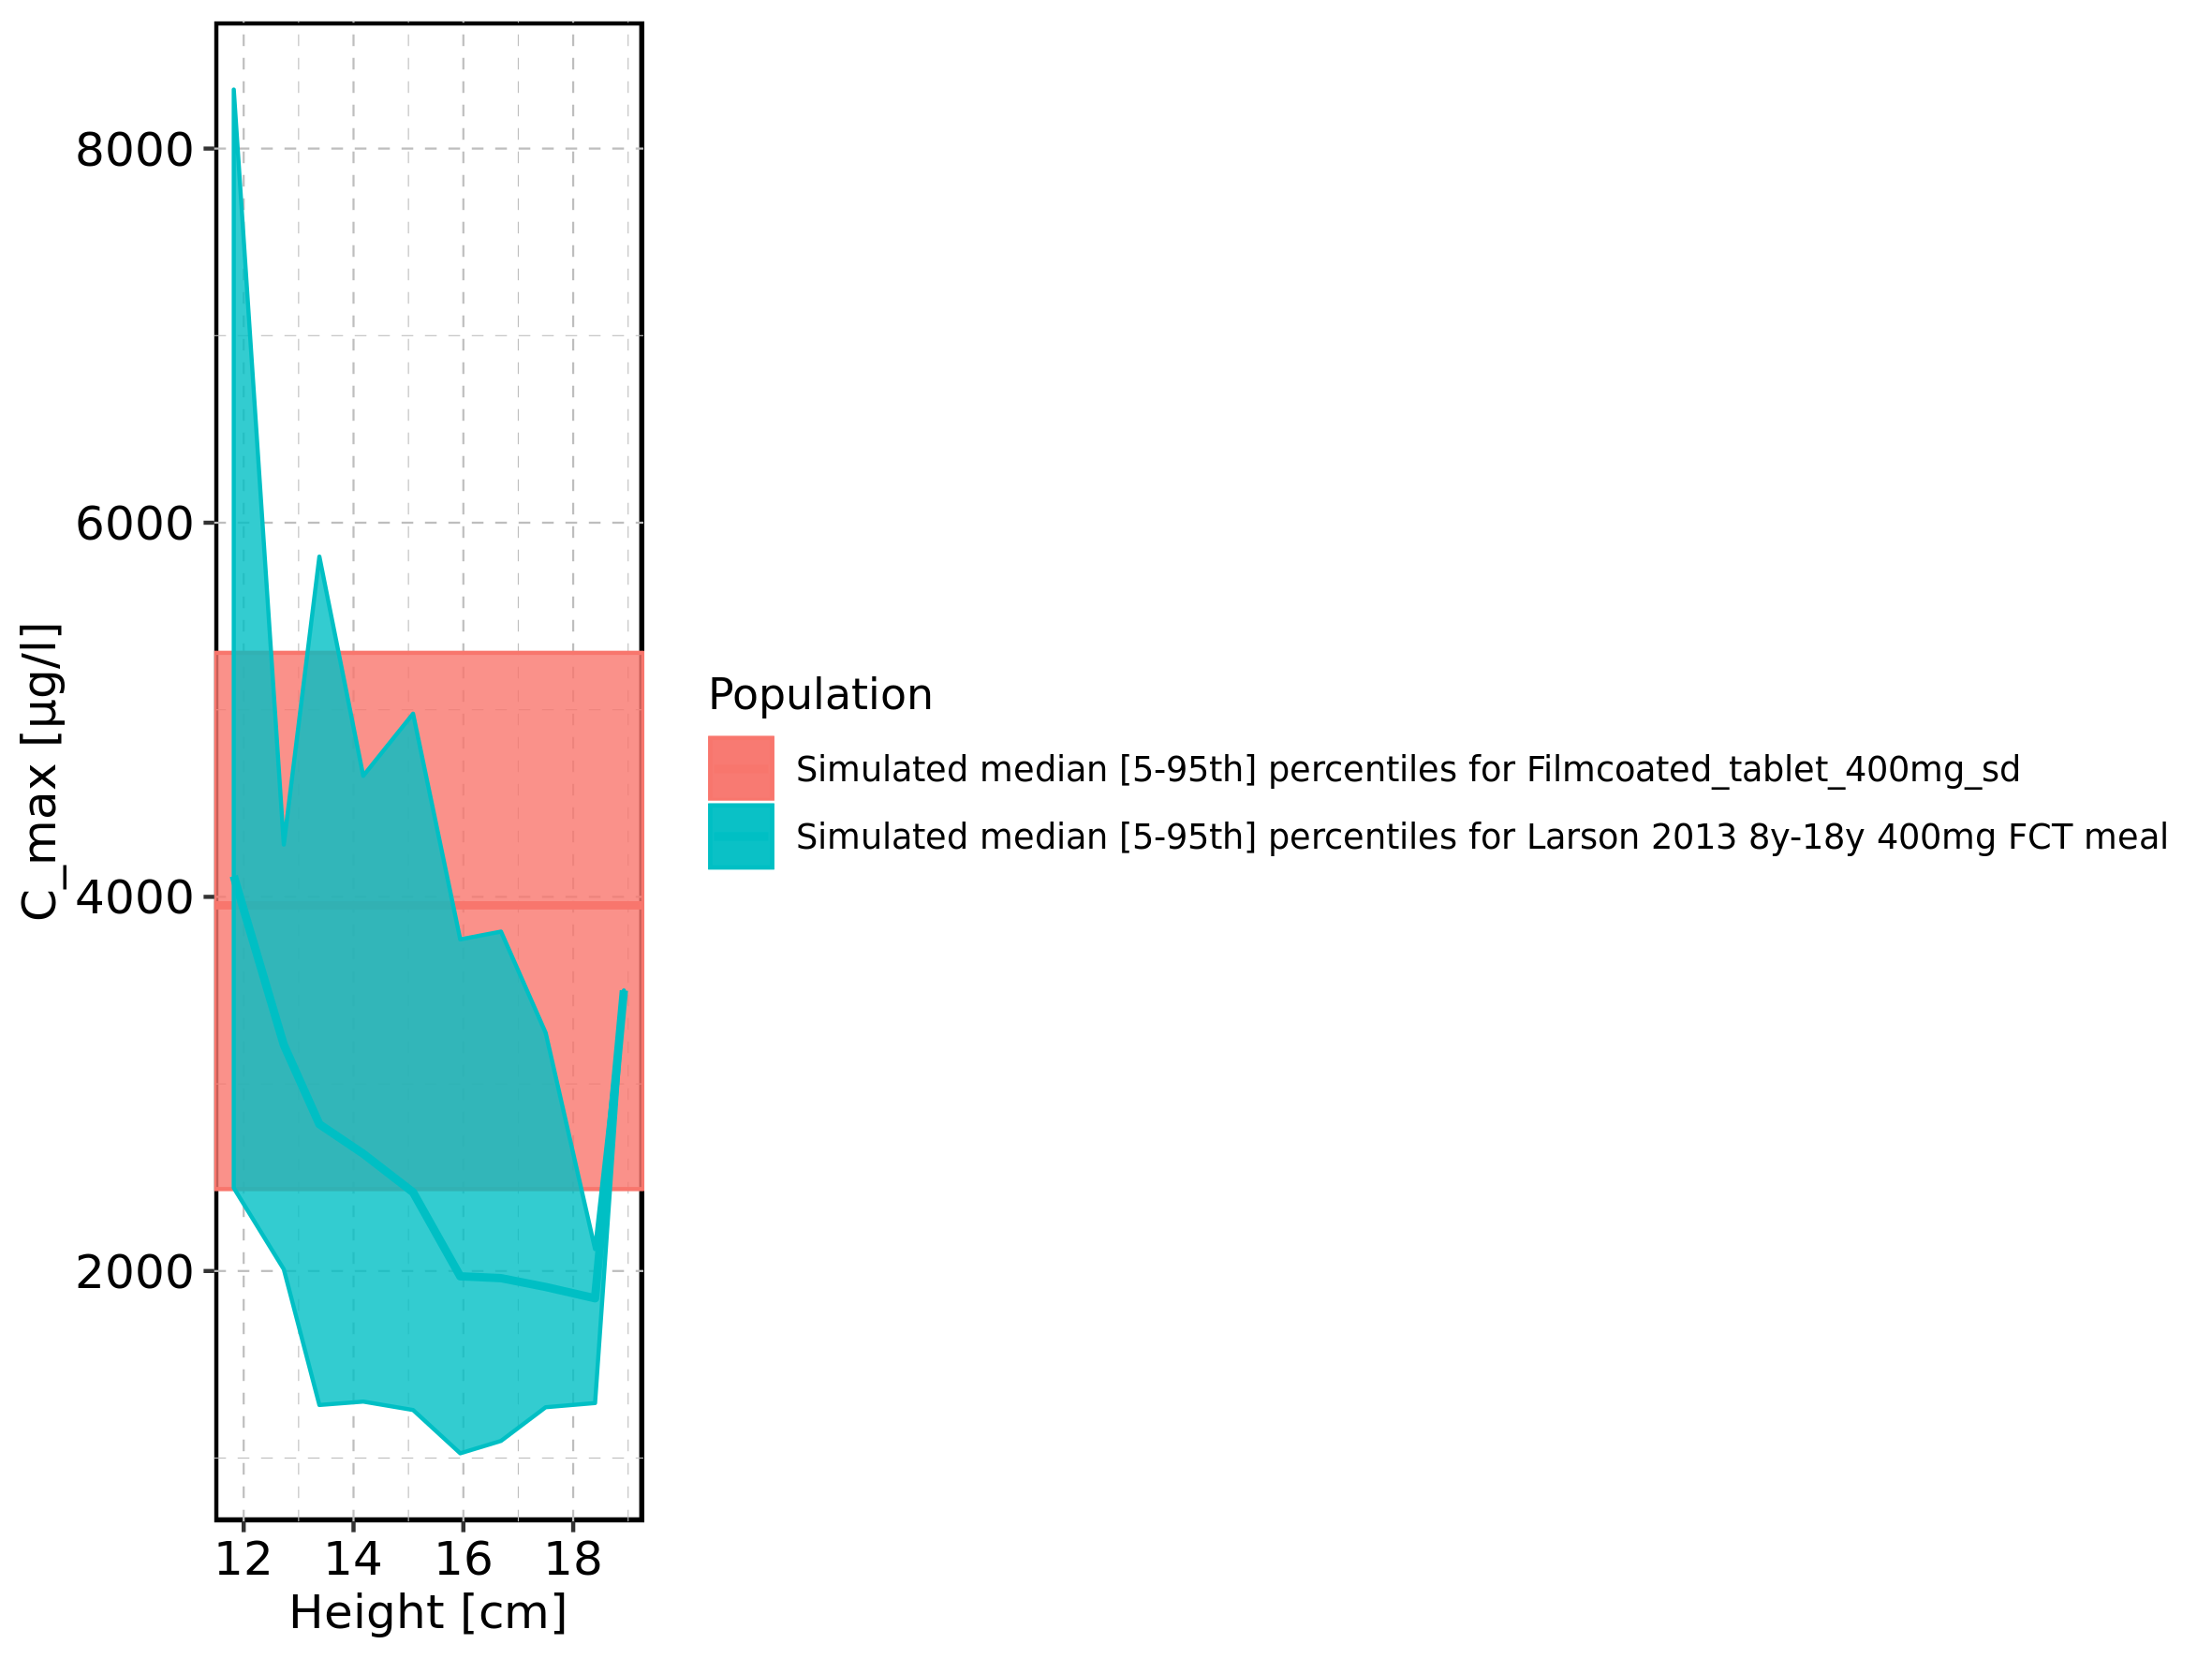 8000
6000
4000
2000
C_max [µg/l]
12 14 16 18
Height [cm]
Population
Simulated median [5-95th] percentiles for Filmcoated_tablet_400mg_sd
Simulated median [5-95th] percentiles for Larson 2013 8y-18y 400mg FCT meal